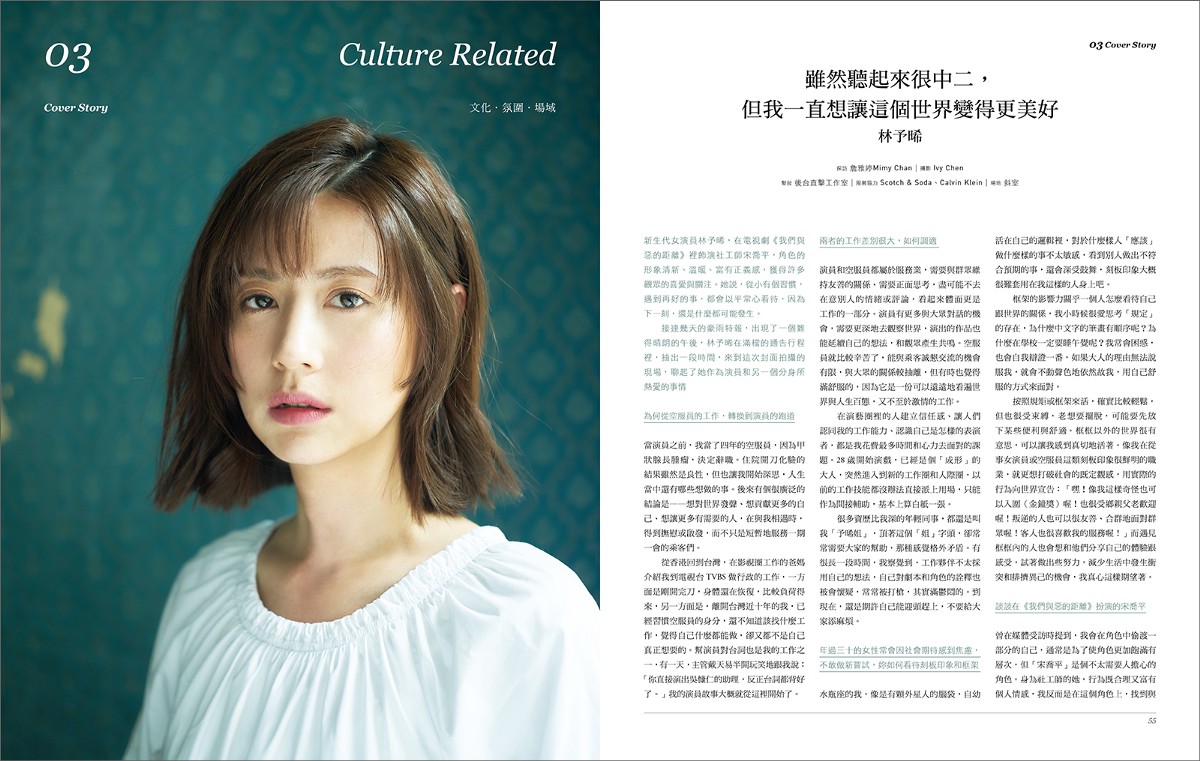 03
Culture Related
Cover Story
文化・氛圍・場域
03 Cover Story
雖然聽起來很中二，
但我一直想讓這個世界變得更美好
林予晞
採訪 詹雅婷Mimy Chan｜攝影 Ivy Chen
髮妝 後台直擊工作室｜服裝協力 Scotch & Soda、Calvin Klein｜場地 斜室
新生代女演員林予晞，在電視劇《我們與
惡的距離》裡飾演社工師宋喬平，角色的
形象清新、溫暖、富有正義感，獲得許多
觀眾的喜愛與關注。她說，從小有個習慣，
遇到再好的事，都會以平常心看待，因為
下一刻，還是什麼都可能發生。
接連幾天的豪雨特報，出現了一個難
得晴朗的午後，林予晞在滿檔的通告行程
裡，抽出一段時間，來到這次封面拍攝的
現場，聊起了她作為演員和另一個分身所
熱愛的事情
為何從空服員的工作，轉換到演員的跑道
當演員之前，我當了四年的空服員，因為甲
狀腺長腫瘤，決定辭職。住院開刀化驗的
結果雖然是良性，但也讓我開始深思，人生
當中還有哪些想做的事。後來有個很廣泛的
結論是——想對世界發聲，想貢獻更多的自
己，想讓更多有需要的人，在與我相遇時，
得到撫慰或啟發，而不只是短暫地服務一期
一會的乘客們。
從香港回到台灣，在影視圈工作的爸媽
介紹我到電視台 TVBS 做行政的工作，一方
面是剛開完刀，身體還在恢復，比較負荷得
來，另一方面是，離開台灣近十年的我，已
經習慣空服員的身分，還不知道該找什麼工
作，覺得自己什麼都能做，卻又都不是自己
真正想要的。幫演員對台詞也是我的工作之
一，有一天，主管戴天易半開玩笑地跟我說：
「你直接演出吳慷仁的助理，反正台詞都背好
了。」我的演員故事大概就從這裡開始了。
兩者的工作差別很大，如何調適
演員和空服員都屬於服務業，需要與群眾維
持友善的關係，需要正面思考，盡可能不去
在意別人的情緒或評論，看起來體面更是
工作的一部分。演員有更多與大眾對話的機
會，需要更深地去觀察世界，演出的作品也
能延續自己的想法，和觀眾產生共鳴。空服
員就比較辛苦了，能與乘客誠懇交流的機會
有限，與大眾的關係較抽離，但有時也覺得
滿舒服的，因為它是一份可以遠遠地看遍世
界與人生百態，又不至於激情的工作。
在演藝圈裡的人建立信任感、讓人們
認同我的工作能力、認識自己是怎樣的表演
者，都是我花費最多時間和心力去面對的課
題。28 歲開始演戲，已經是個「成形」的
大人，突然進入到新的工作圈和人際圈，以
前的工作技能都沒辦法直接派上用場，只能
作為間接輔助，基本上算白紙一張。
很多資歷比我深的年輕同事，都還是叫
我「予晞姐」，頂著這個「姐」字頭，卻常
常需要大家的幫助，那種感覺格外矛盾。有
很長一段時間，我察覺到，工作夥伴不太採
用自己的想法，自己對劇本和角色的詮釋也
被會懷疑，常常被打槍，其實滿鬱悶的。到
現在，還是期許自己能迎頭趕上，不要給大
家添麻煩。
年過三十的女性常會因社會期待感到焦慮，
不敢做新嘗試，妳如何看待刻板印象和框架
水瓶座的我，像是有顆外星人的腦袋，自幼
活在自己的邏輯裡，對於什麼樣人「應該」
做什麼樣的事不太敏感，看到別人做出不符
合預期的事，還會深受鼓舞，刻板印象大概
很難套用在我這樣的人身上吧。
框架的影響力關乎一個人怎麼看待自己
跟世界的關係，我小時候很愛思考「規定」
的存在，為什麼中文字的筆畫有順序呢？為
什麼在學校一定要睡午覺呢？我常會困惑，
也會自我辯證一番。如果大人的理由無法說
服我，就會不動聲色地依然故我，用自己舒
服的方式來面對。
按照規矩或框架來活，確實比較輕鬆，
但也很受束縛，老想要擺脫，可能要先放
下某些便利與舒適。框框以外的世界很有
意思，可以讓我感到真切地活著。像我在從
事女演員或空服員這類刻板印象很鮮明的職
業，就更想打破社會的既定觀感，用實際的
行為向世界宣告：「嘿！像我這樣奇怪也可
以入圍（金鐘獎）喔！也很受鄉親父老歡迎
喔！叛逆的人也可以很友善、合群地面對群
眾喔！客人也很喜歡我的服務喔！」而遇見
框框內的人也會想和他們分享自己的體驗跟
感受，試著做出些努力，減少生活中發生衝
突和排擠異己的機會，我真心這樣期望著。
談談在《我們與惡的距離》扮演的宋喬平
曾在媒體受訪時提到，我會在角色中偷渡一
部分的自己，通常是為了使角色更加飽滿有
層次，但「宋喬平」是個不太需要人擔心的
角色。身為社工師的她，行為既合理又富有
個人情感，我反而是在這個角色上，找到與
55